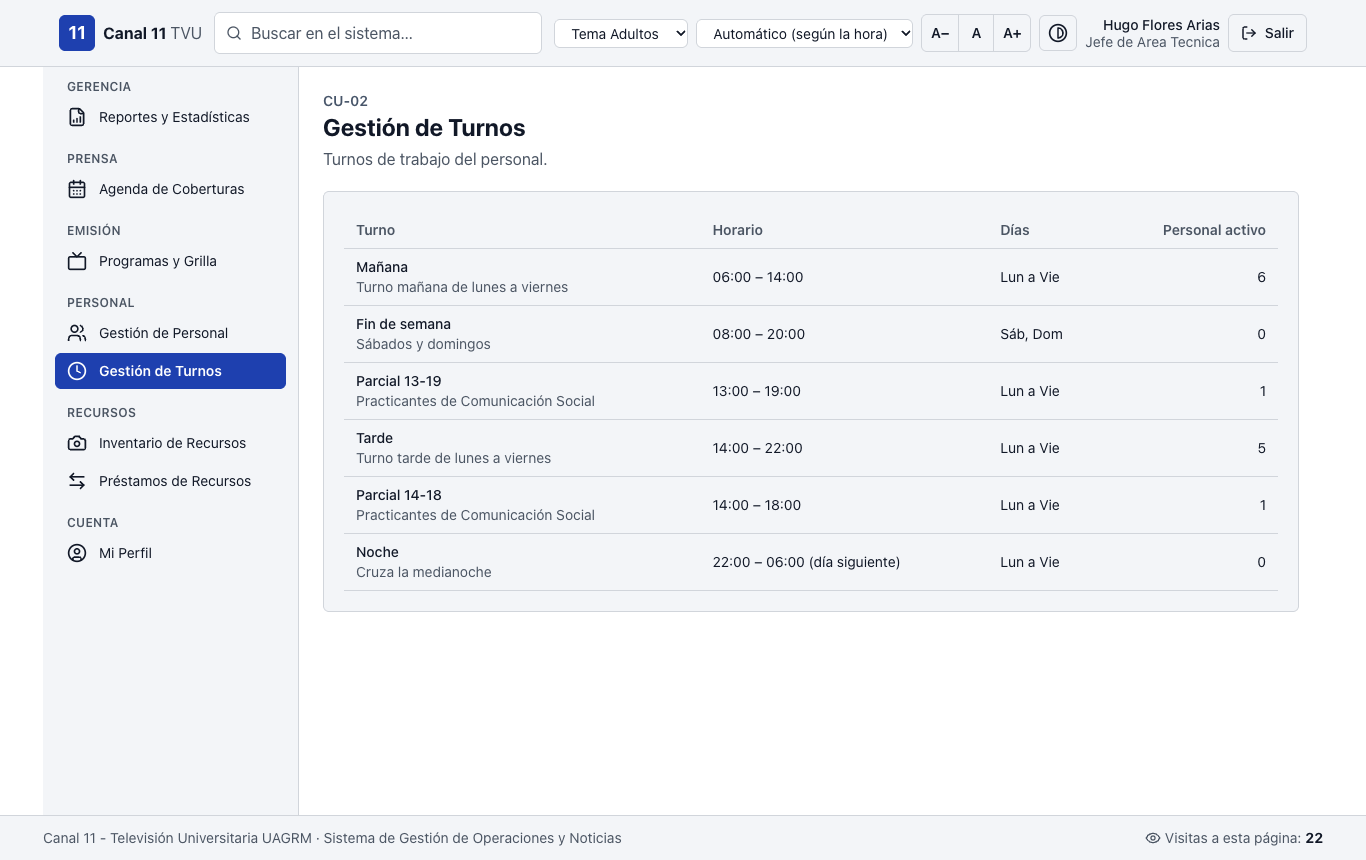 11 Canal 11 TVU
Buscar en el sistema...
Tema Adultos
Automático (según la hora)
A− A A+
Hugo Flores Arias
Jefe de Area Tecnica
Salir
GERENCIA
Reportes y Estadísticas
PRENSA
Agenda de Coberturas
EMISIÓN
Programas y Grilla
PERSONAL
Gestión de Personal
Gestión de Turnos
RECURSOS
Inventario de Recursos
Préstamos de Recursos
CUENTA
Mi Perfil
CU-02
Gestión de Turnos
Turnos de trabajo del personal.
Turno Horario Días Personal activo
Mañana
Turno mañana de lunes a viernes
06:00 – 14:00 Lun a Vie 6
Fin de semana
Sábados y domingos
08:00 – 20:00 Sáb, Dom 0
Parcial 13-19
Practicantes de Comunicación Social
13:00 – 19:00 Lun a Vie 1
Tarde
Turno tarde de lunes a viernes
14:00 – 22:00 Lun a Vie 5
Parcial 14-18
Practicantes de Comunicación Social
14:00 – 18:00 Lun a Vie 1
Noche
Cruza la medianoche
22:00 – 06:00 (día siguiente) Lun a Vie 0
Canal 11 - Televisión Universitaria UAGRM · Sistema de Gestión de Operaciones y Noticias
Visitas a esta página: 22